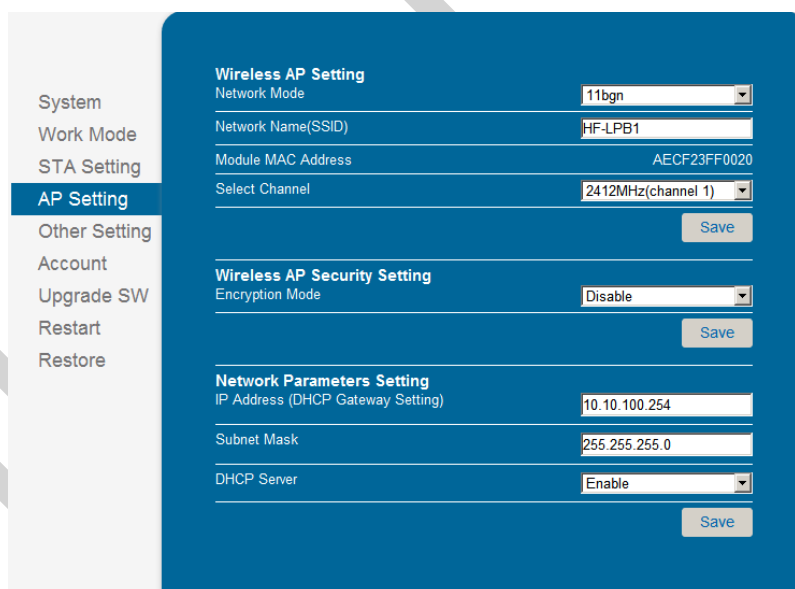 System
Work Mode
STA Setting
AP Setting
Other Setting
Account
Upgrade SW
Restart
Restore
Wireless AP Setting
Network Mode 11bgn
Network Name(SSID) HF-LPB1
Module MAC Address AECF23FF0020
Select Channel 2412MHz(channel 1)
Save
Wireless AP Security Setting
Encryption Mode Disable
Save
Network Parameters Setting
IP Address (DHCP Gateway Setting) 10.10.100.254
Subnet Mask 255.255.255.0
DHCP Server Enable
Save